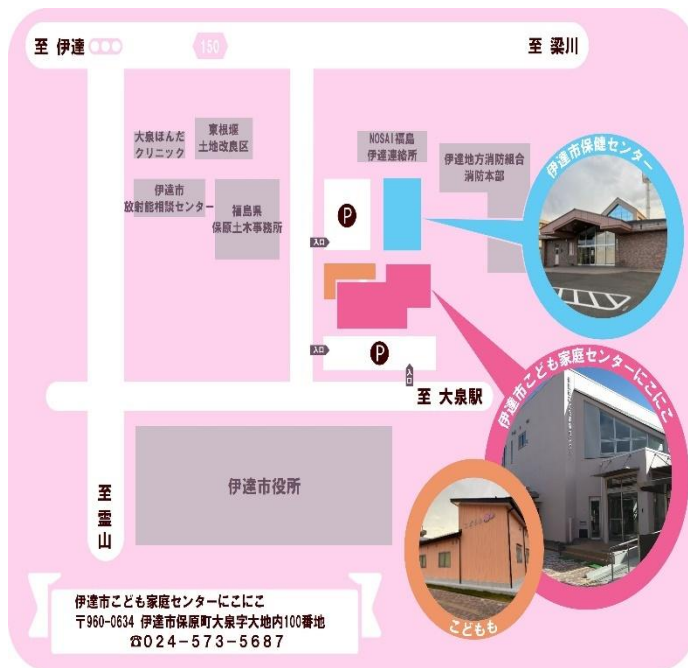 至 伊達
150
至 梁川
大泉ほんだ
クリニック
東根堰
土地改良区
NOSAI福島
伊達連絡所
伊達地方消防組合
消防本部
伊達市保健センター
伊達市
放射能相談センター
福島県
保原土木事務所
P
入口
入口
P
入口
至 大泉駅
伊達市こども家庭センターにこにこ
伊達市役所
至霊山
こどもも
伊達市こども家庭センターにこにこ
〒960-0634 伊達市保原町大泉字大地内100番地
☎024-573-5687